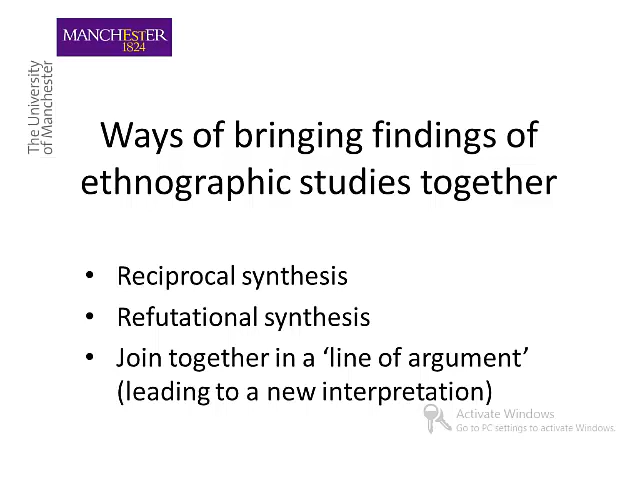 MANCHEstER
1824
The University
of Manchester
Ways of bringing findings of
ethnographic studies together
• Reciprocal synthesis
• Refutational synthesis
• Join together in a ‘line of argument’
(leading to a new interpretation)
Activate Windows
Go to PC settings to activate Windows.